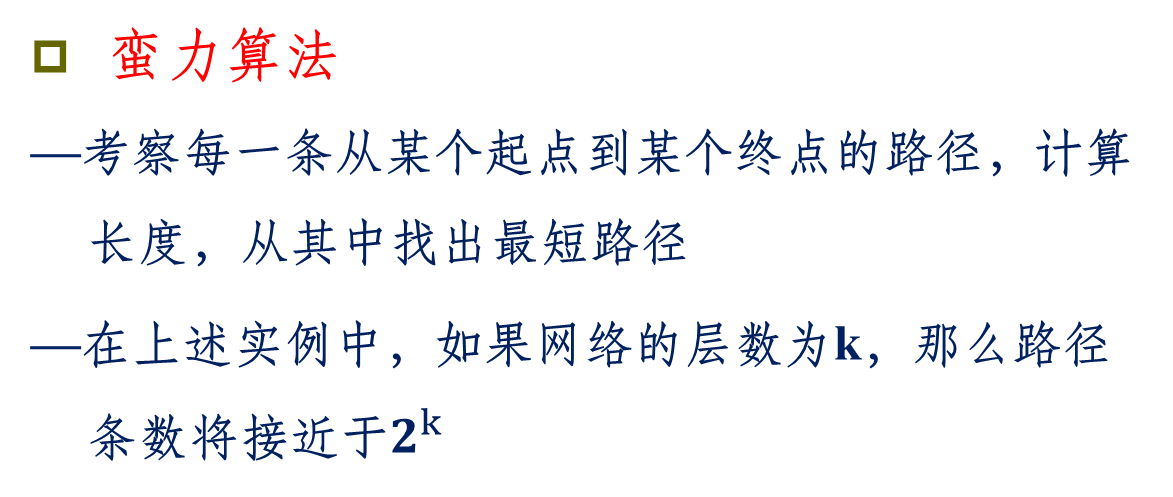 蛮力算法
—考察每一条从某个起点到某个终点的路径，计算
长度，从其中找出最短路径
—在上述实例中，如果网络的层数为k，那么路径
条数将接近于2^k